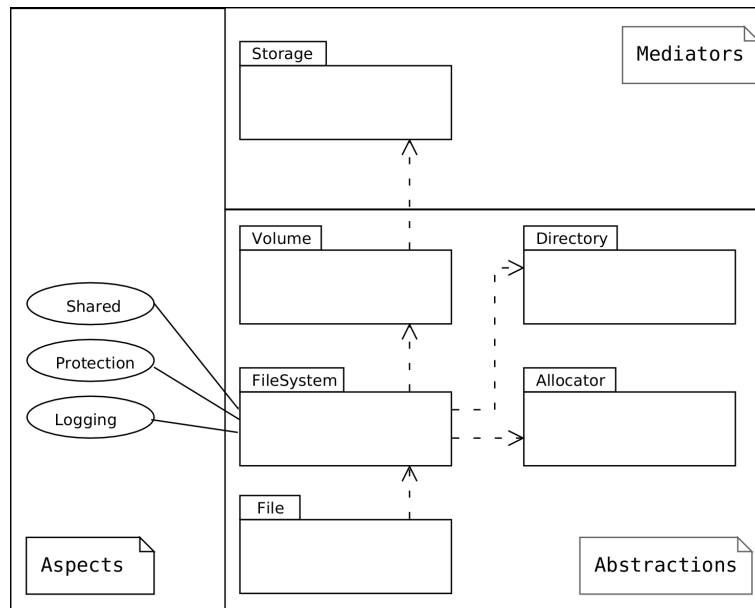 Storage
Mediators
Volume
Directory
Shared
Protection
FileSystem
Allocator
Logging
File
Aspects
Abstractions